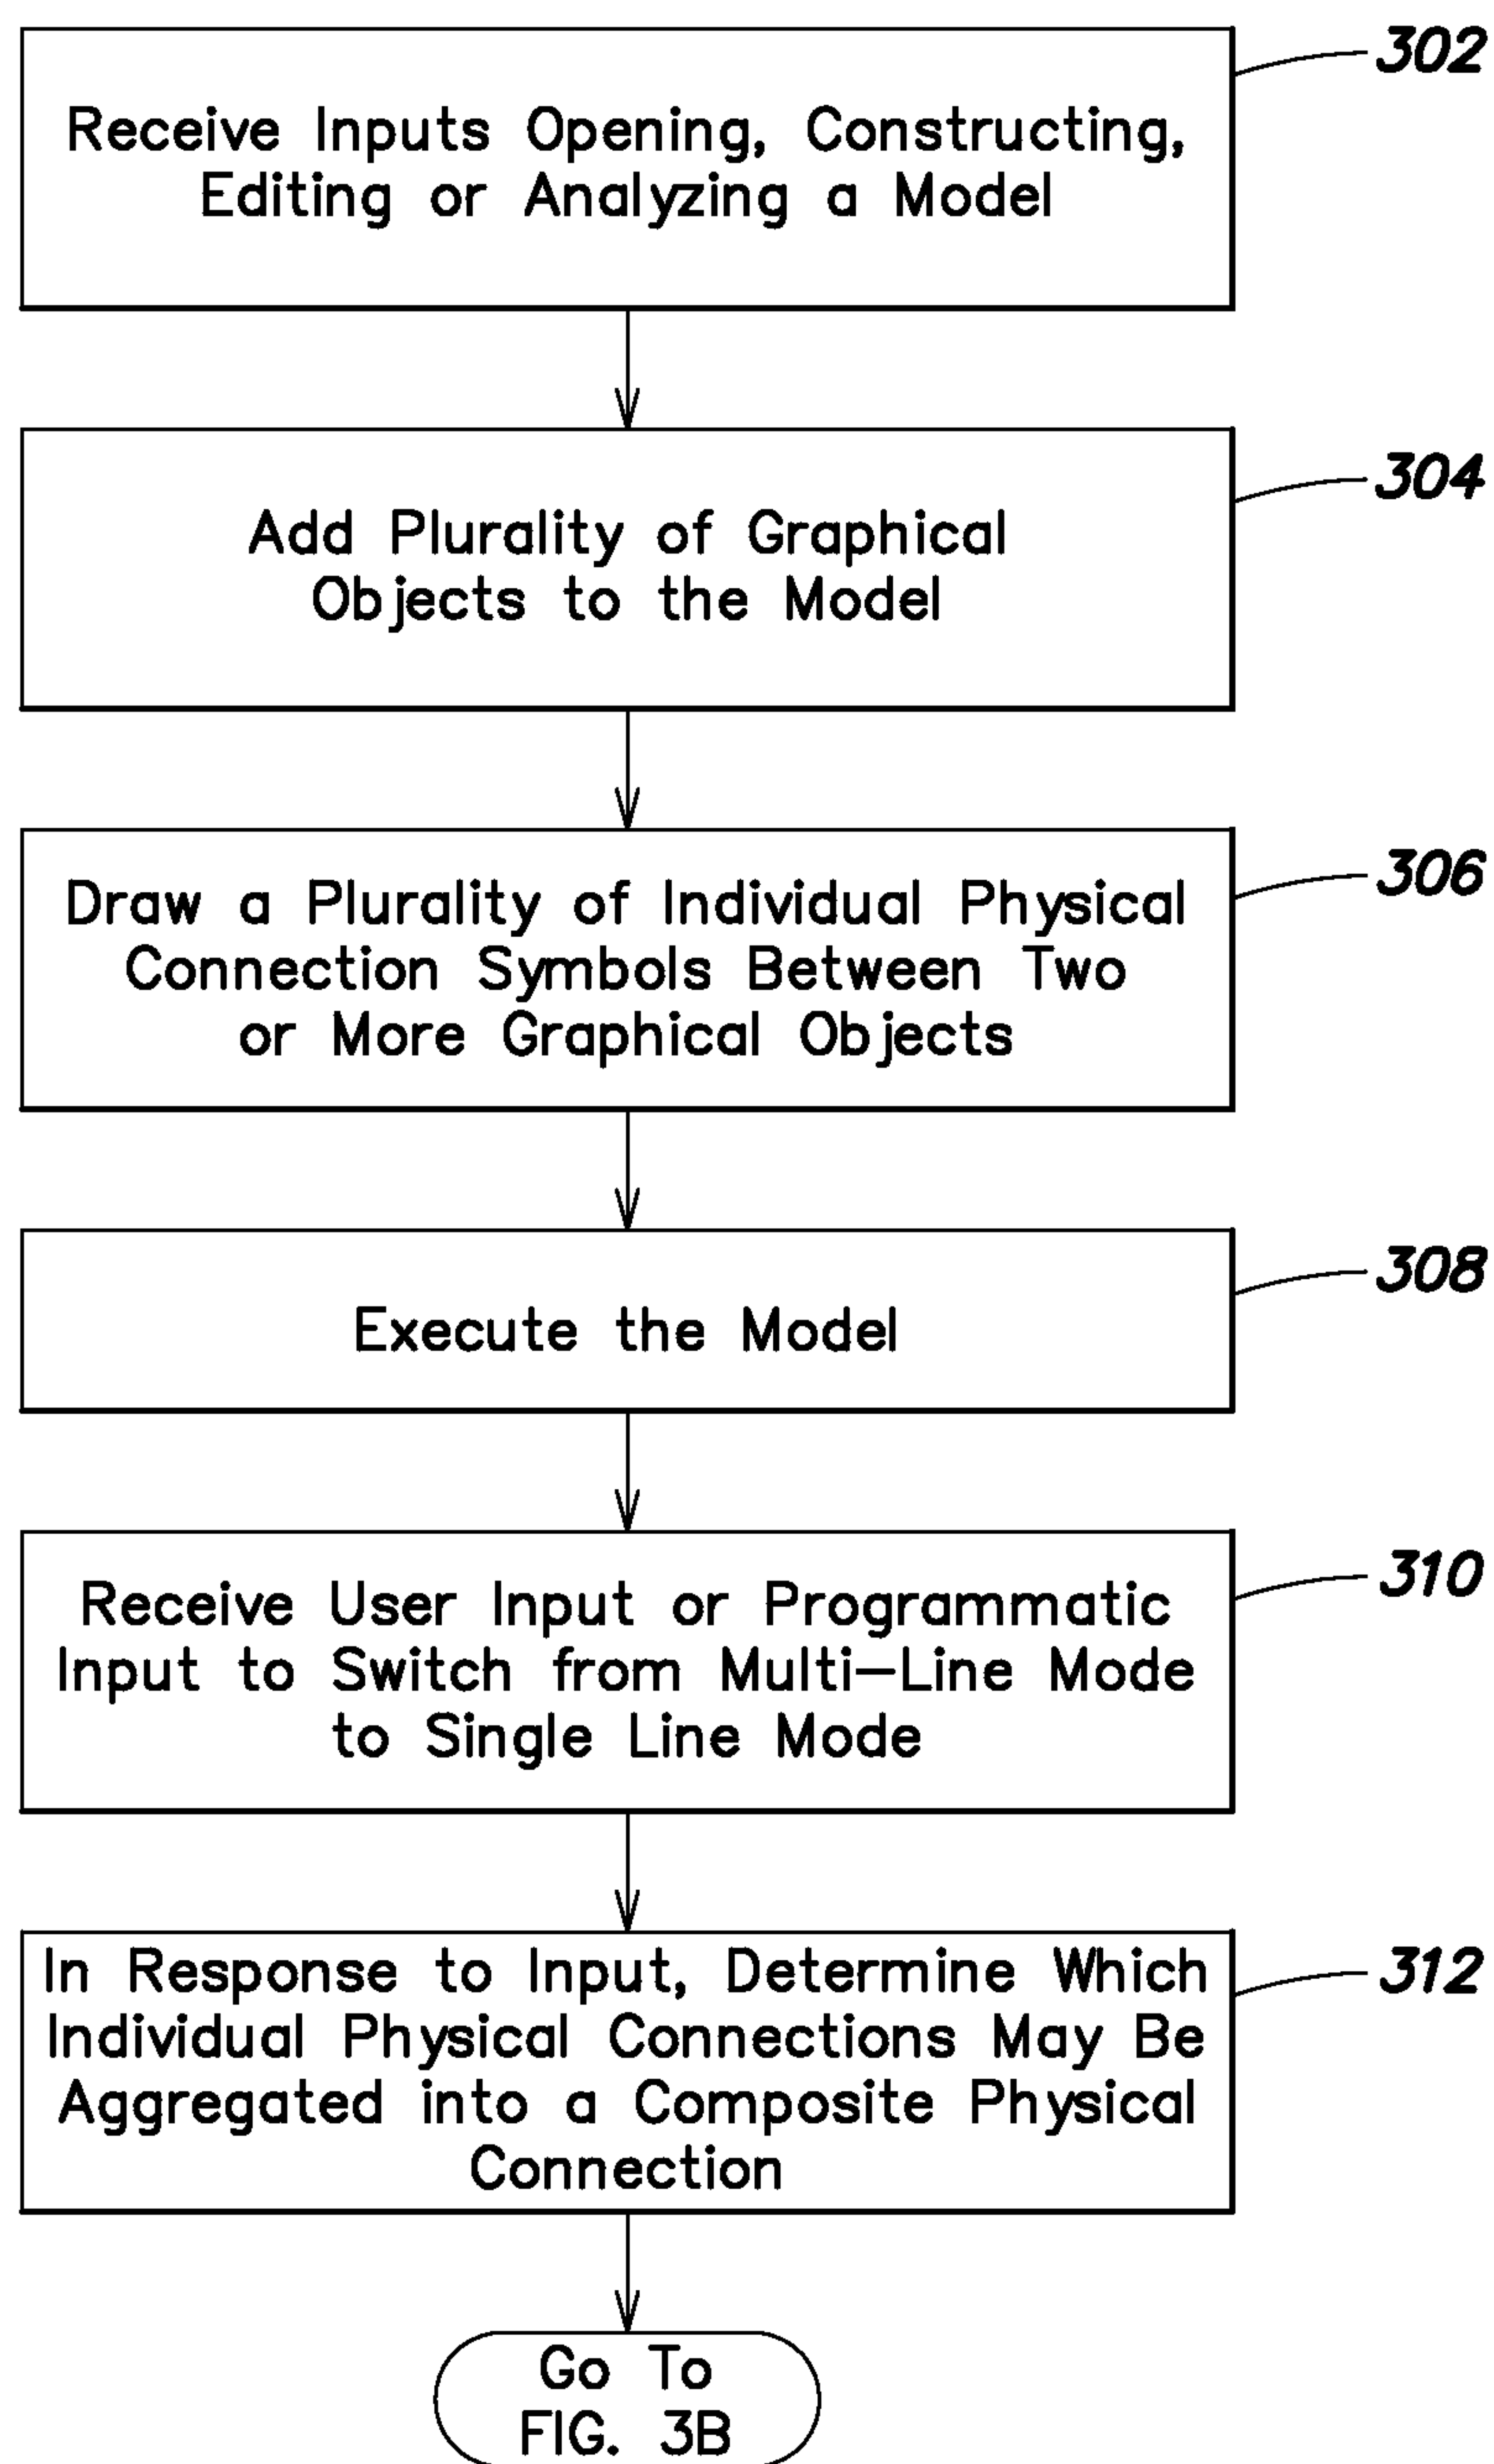 302
Receive Inputs Opening, Constructing,
Editing or Analyzing a Model
304
Add Plurality of Graphical
Objects to the Model
306
Draw a Plurality of Individual Physical
Connection Symbols Between Two
or More Graphical Objects
308
Execute the Model
310
Receive User Input or Programmatic
Input to Switch from Multi-Line Mode
to Single Line Mode
312
In Response to Input, Determine Which
Individual Physical Connections May Be
Aggregated into a Composite Physical
Connection
Go To
FIG. 3B